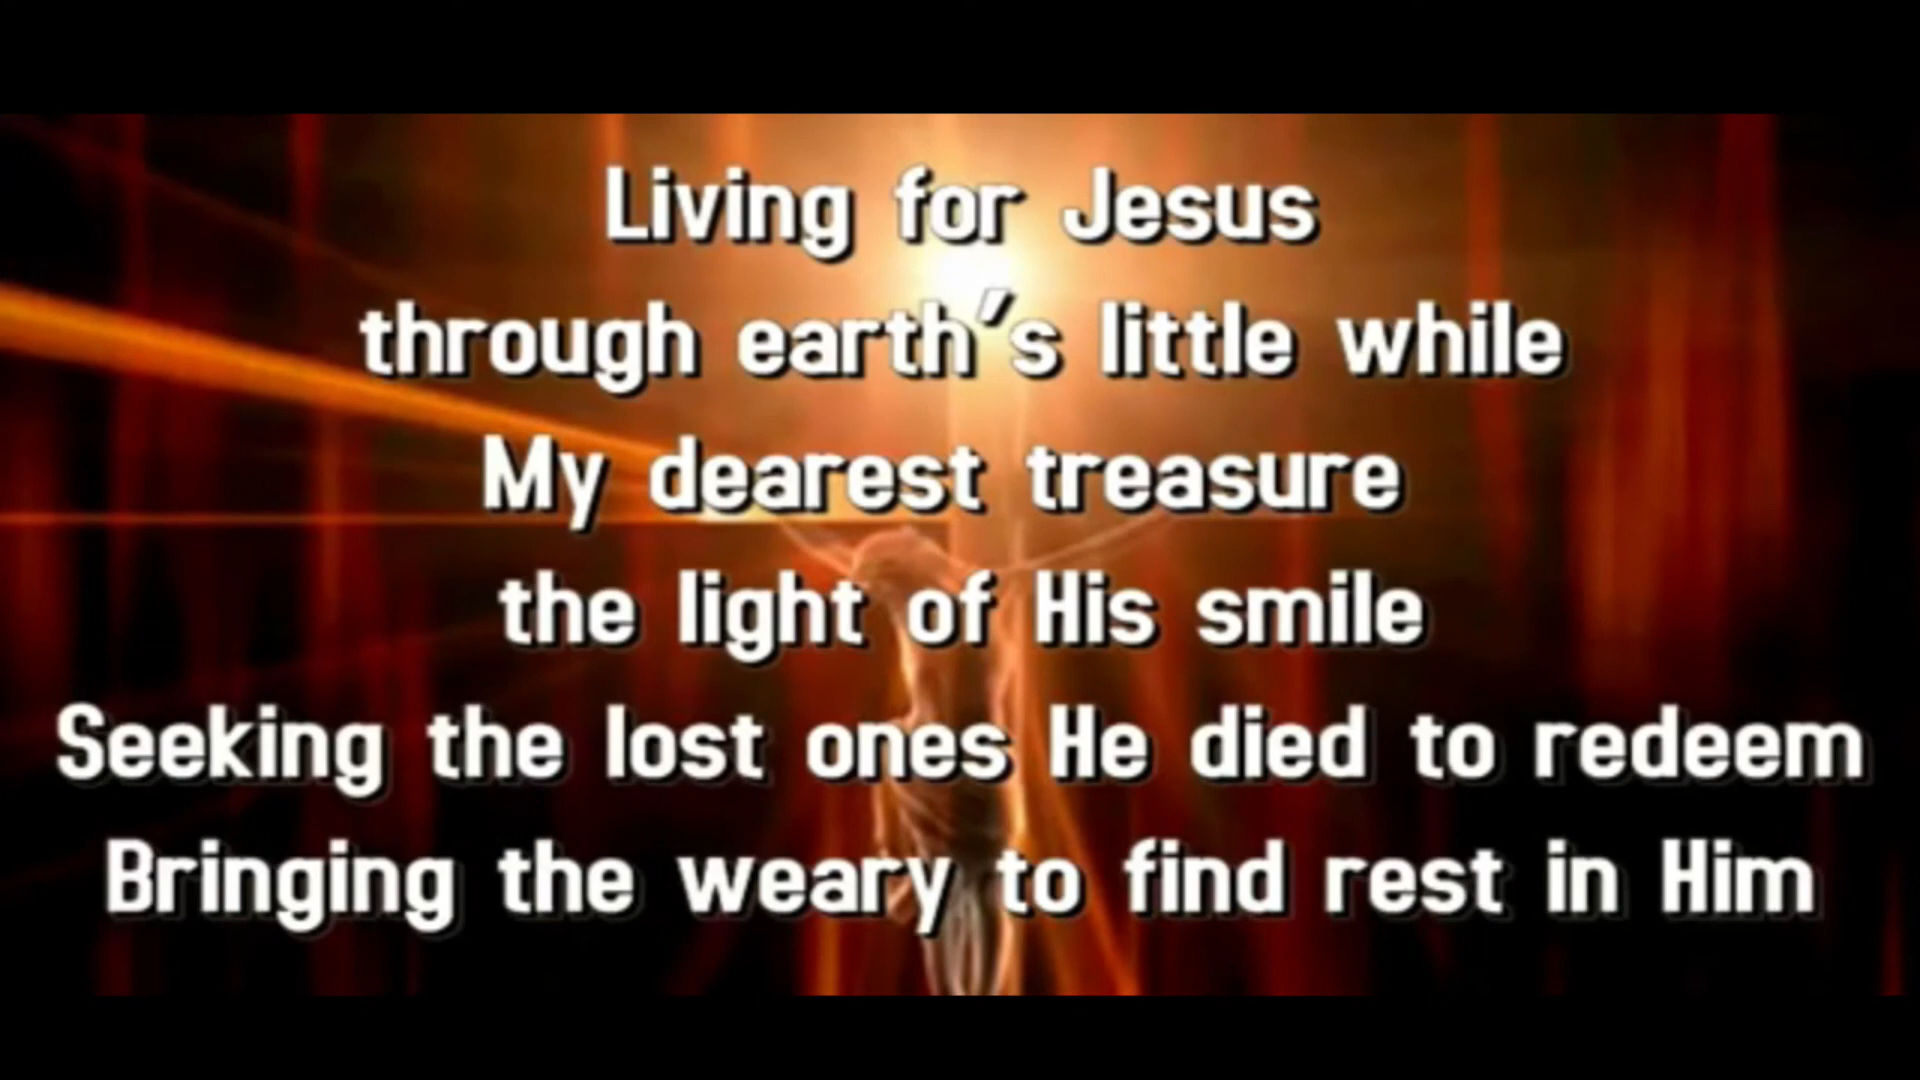 Living for Jesus
through earth's little while
My dearest treasure
the light of His smile
Seeking the lost ones He died to redeem
Bringing the weary to find rest in Him